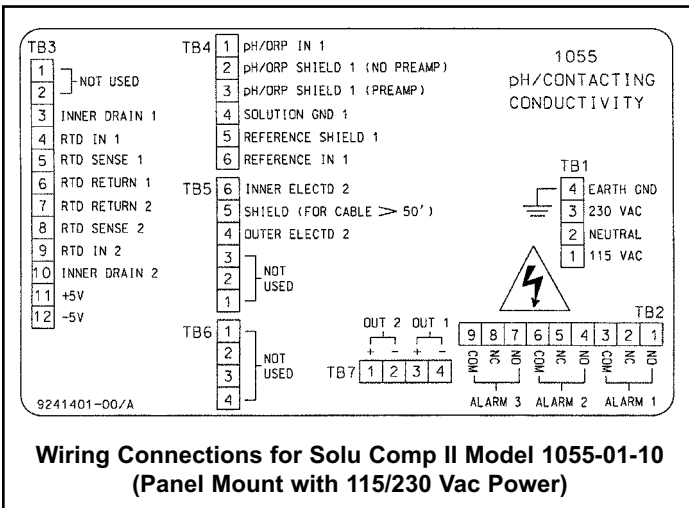 TB3
1
2
NOT USED
3 INNER DRAIN 1
4 RTD IN 1
5 RTD SENSE 1
6 RTD RETURN 1
7 RTD RETURN 2
8 RTD SENSE 2
9 RTD IN 2
10 INNER DRAIN 2
11 +5V
12 -5V
9241401-00/A
TB4
1 pH/ORP IN 1
2 pH/ORP SHIELD 1 (NO PREAMP)
3 pH/ORP SHIELD 1 (PREAMP)
4 SOLUTION GND 1
5 REFERENCE SHIELD 1
6 REFERENCE IN 1
TB5
6 INNER ELECTD 2
5 SHIELD (FOR CABLE > 50')
4 OUTER ELECTD 2
3
2
1
NOT
USED
TB6
1
2
3
4
NOT
USED
1055
pH/CONTACTING
CONDUCTIVITY
TB1
4 EARTH GND
3 230 VAC
2 NEUTRAL
1 115 VAC
OUT 2 OUT 1
+ - + -
TB7 1 2 3 4
TB2
9 8 7 6 5 4 3 2 1
COM NC NO COM NC NO COM NC NO
ALARM 3 ALARM 2 ALARM 1
Wiring Connections for Solu Comp II Model 1055-01-10
(Panel Mount with 115/230 Vac Power)